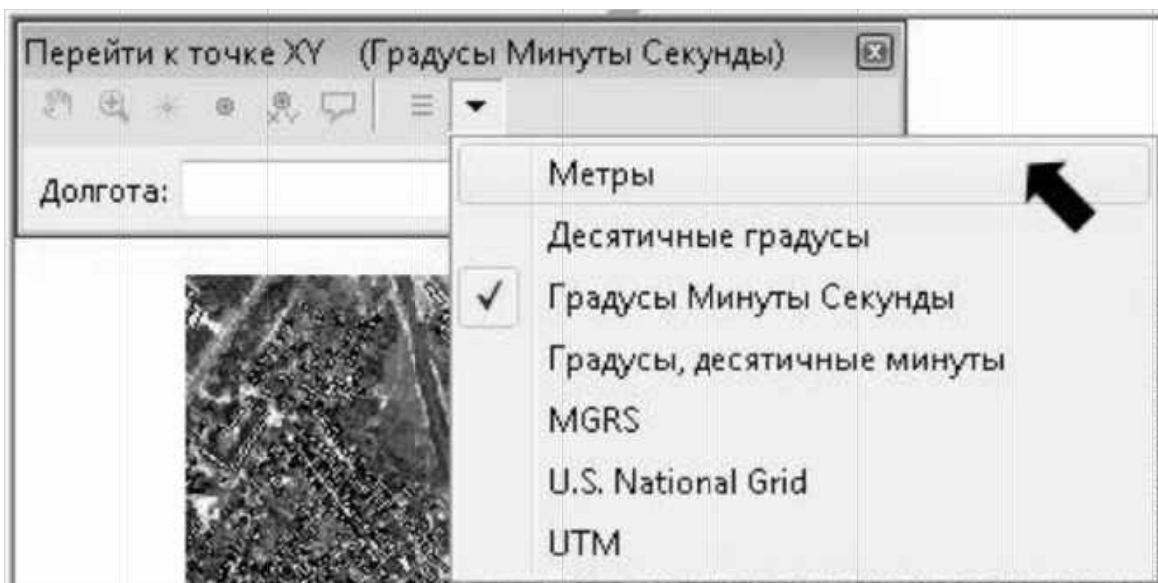 Перейти к точке XY (Градусы Минуты Секунды)
Долгота:
Метры
Десятичные градусы
Градусы Минуты Секунды
Градусы, десятичные минуты
MGRS
U.S. National Grid
UTM